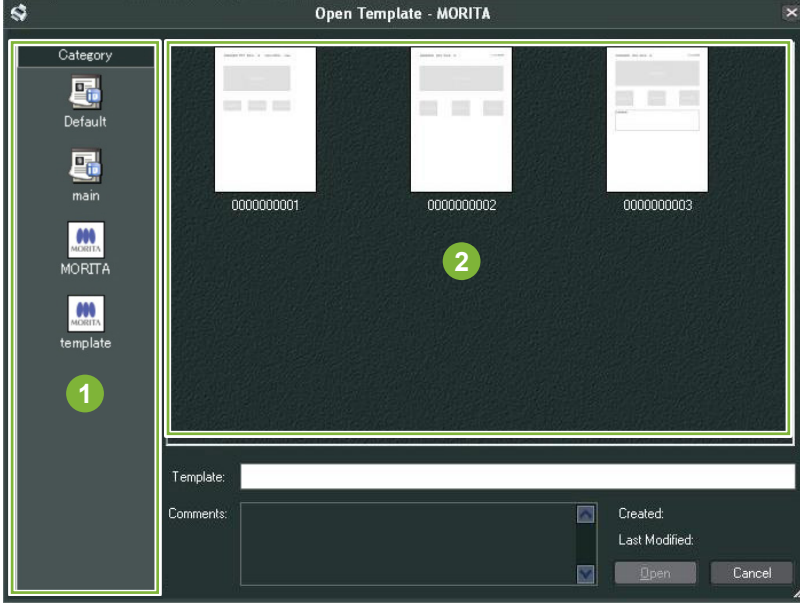 Open Template - MORITA
Category
Default
main
MORITA
MORITA
MORITA
template
1
0000000001
0000000002
0000000003
2
Template:
Comments:
Created:
Last Modified:
Open
Cancel